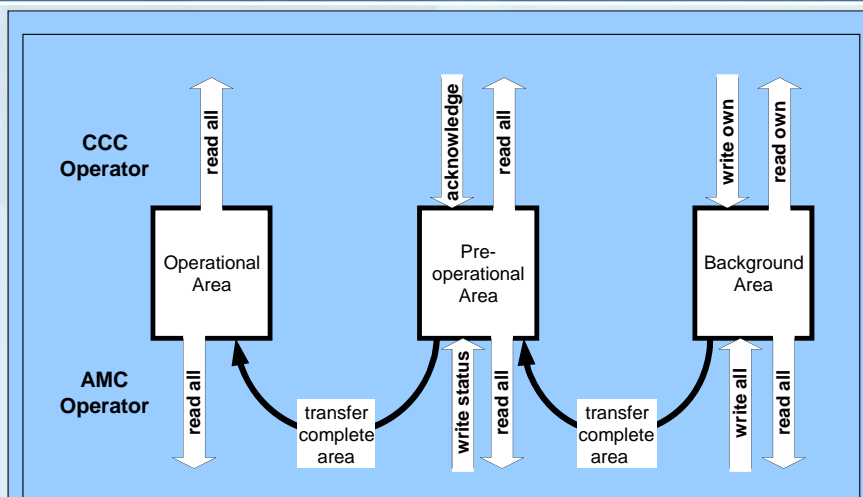 CCC
Operator
read all
acknowledge
read all
write own
read own
Operational
Area
Pre-
operational
Area
Background
Area
AMC
Operator
read all
transfer
complete
area
write status
read all
transfer
complete
area
write all
read all